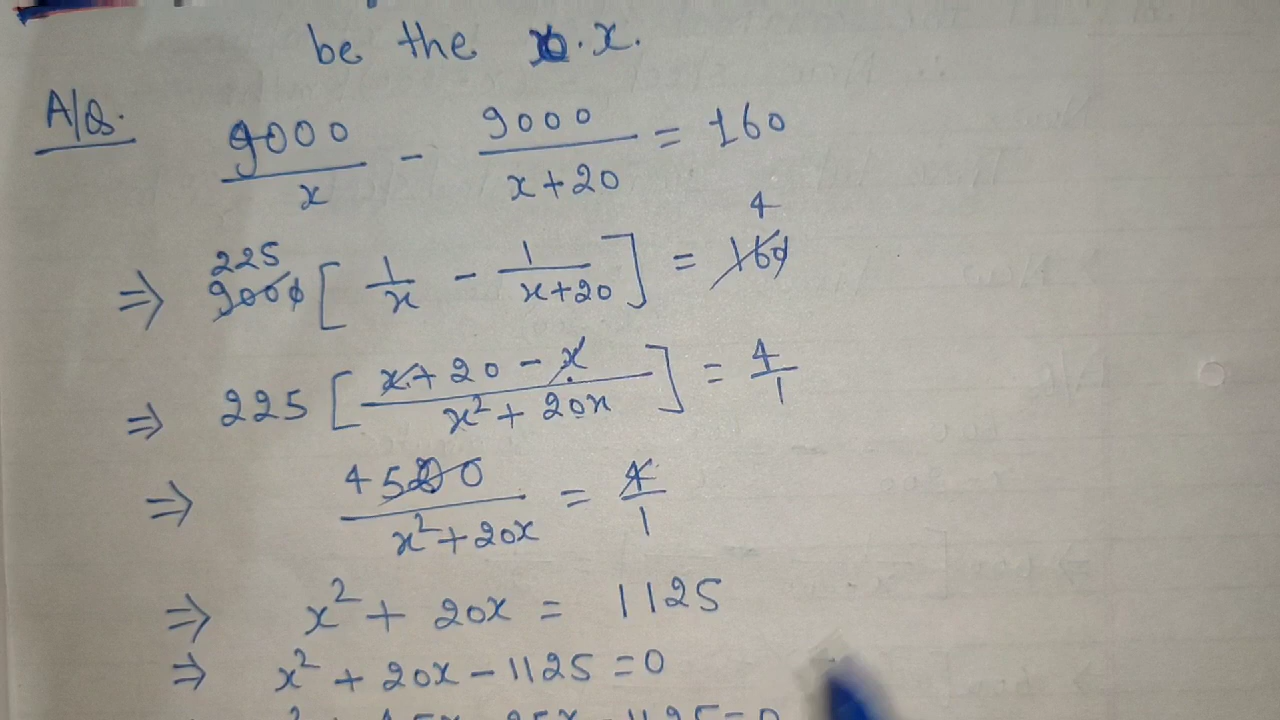 be the x.
A/Q. 9000/x - 9000/x+20 = 160
⇒ 225 9000 [ 1/x - 1/x+20 ] = 160 4
⇒ 225 [ x+20-x / x²+20x ] = 4/1
⇒ 4500 / x²+20x = 4/1
⇒ x² + 20x = 1125
⇒ x² + 20x - 1125 = 0